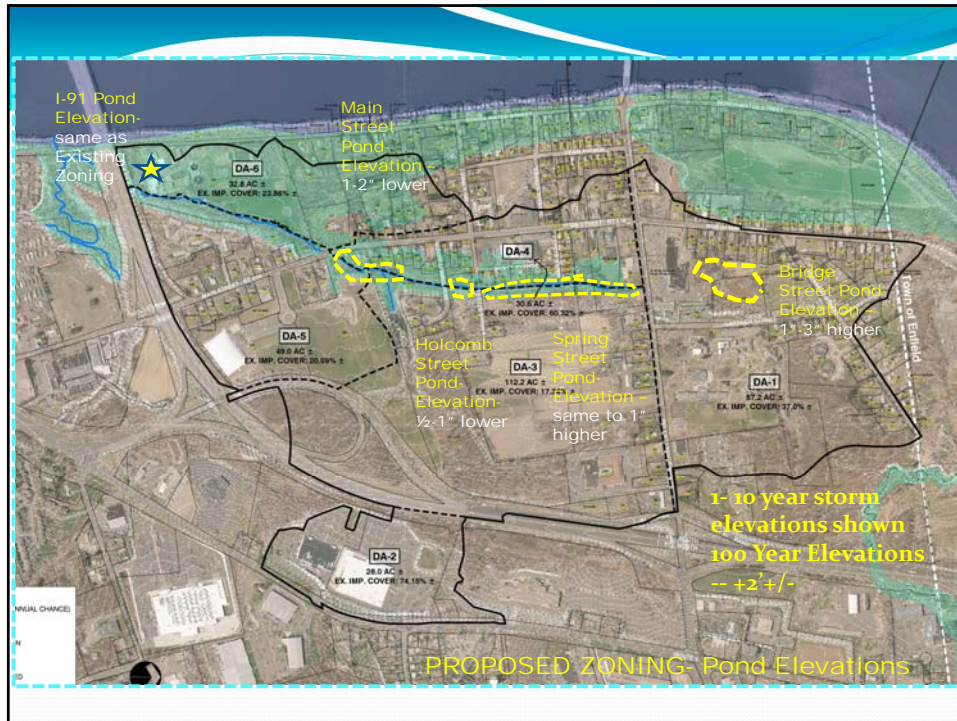 I-91 Pond
Elevation-
same as
Existing
Zoning
Main
Street
Pond-
Elevation –
1-2" lower
DA-6
32.8 AC ±
EX. IMP. COVER: 23.86% ±
DA-4
30.6 AC ±
EX. IMP. COVER: 60.32% ±
Bridge
Street Pond-
Elevation –
1"-3" higher
Town of Enfield
DA-5
49.0 AC ±
EX. IMP. COVER: 20.59% ±
Holcomb
Street
Pond-
Elevation-
½-1" lower
Spring
Street
Pond-
Elevation –
same to 1"
higher
DA-3
112.2 AC ±
DA-1
EX. IMP. COVER: 37.0% ±
1- 10 year storm
elevations shown
100 Year Elevations
-- +2'+/-
DA-2
28.0 AC ±
EX. IMP. COVER: 74.15% ±
NNUAL CHANCE)
N
ED
PROPOSED ZONING- Pond Elevations